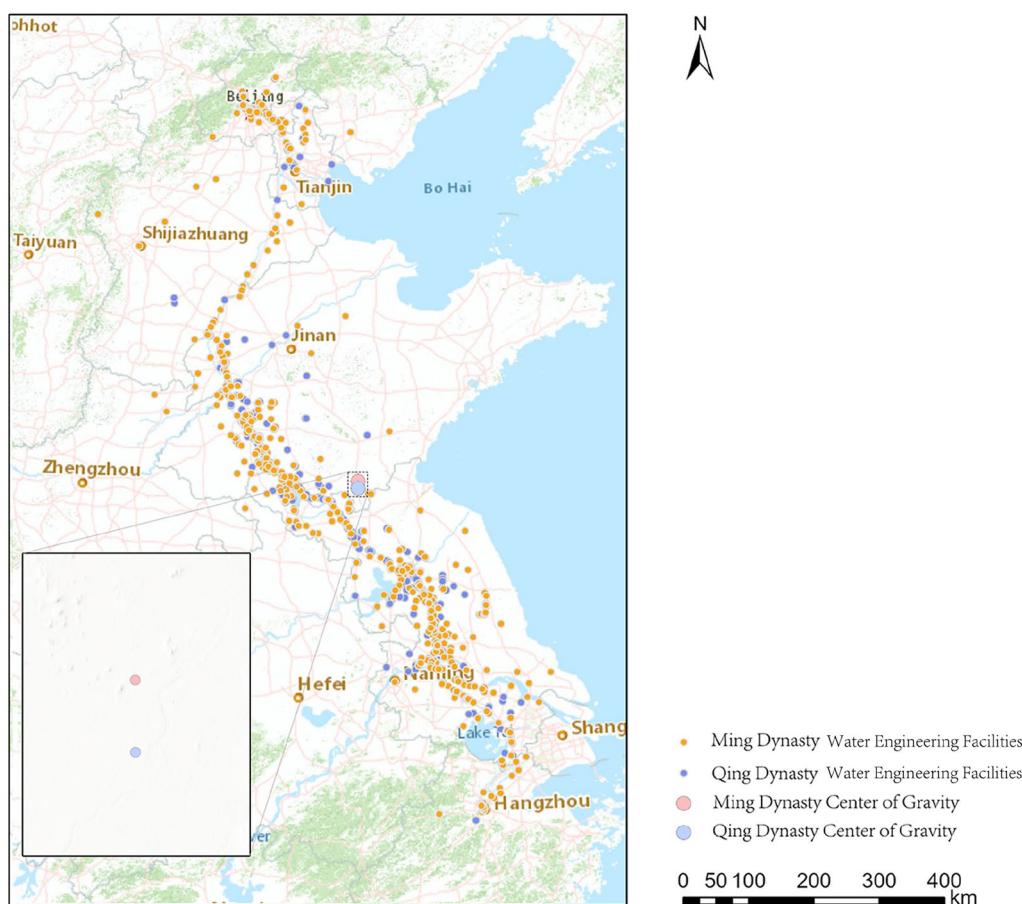 ohhot
N
Beijing
Bo Hai
Tianjin
Shijiazhuang
Taiyuan
Jinan
Zhengzhou
Nanjing
Hefei
Shang
Lake T
Hangzhou
ver
Ming Dynasty Water Engineering Facilities
Qing Dynasty Water Engineering Facilities
Ming Dynasty Center of Gravity
Qing Dynasty Center of Gravity
0 50 100 200 300 400
km